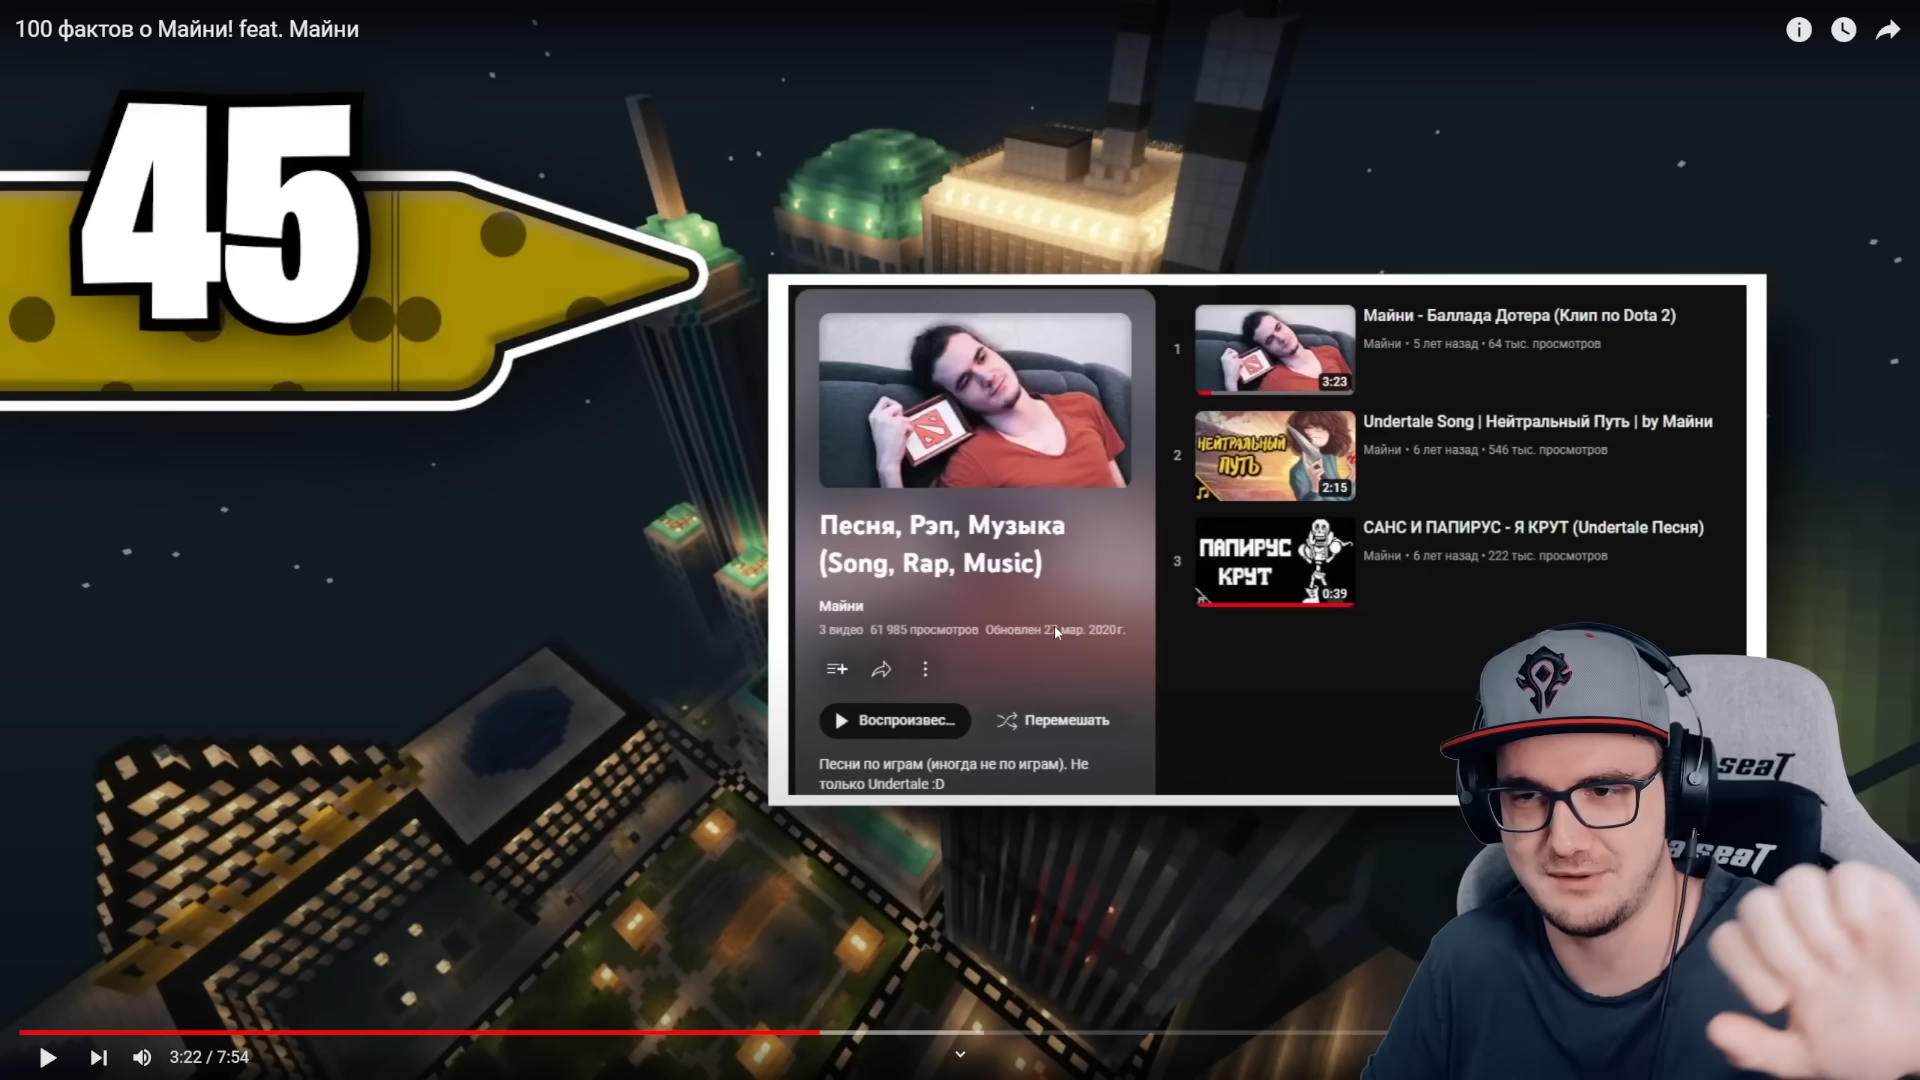 100 фактов о Майни! feat. Майни
45
Песня, Рэп, Музыка
(Song, Rap, Music)
Майни
3 видео 61 985 просмотров Обновлен мар. 2020 г.
Воспроизвес...
Перемешать
Песни по играм (иногда не по играм). Не
только Undertale :D
1
3:23
Майни - Баллада Дотера (Клип по Dota 2)
Майни • 5 лет назад • 64 тыс. просмотров
2
НЕЙТРАЛЬНЫЙ
ПУТЬ
2:15
Undertale Song | Нейтральный Путь | by Майни
Майни • 6 лет назад • 546 тыс. просмотров
3
ПАПИРУС
КРУТ
0:39
САНС И ПАПИРУС - Я КРУТ (Undertale Песня)
Майни • 6 лет назад • 222 тыс. просмотров
seaT
seaT
3:22 / 7:54